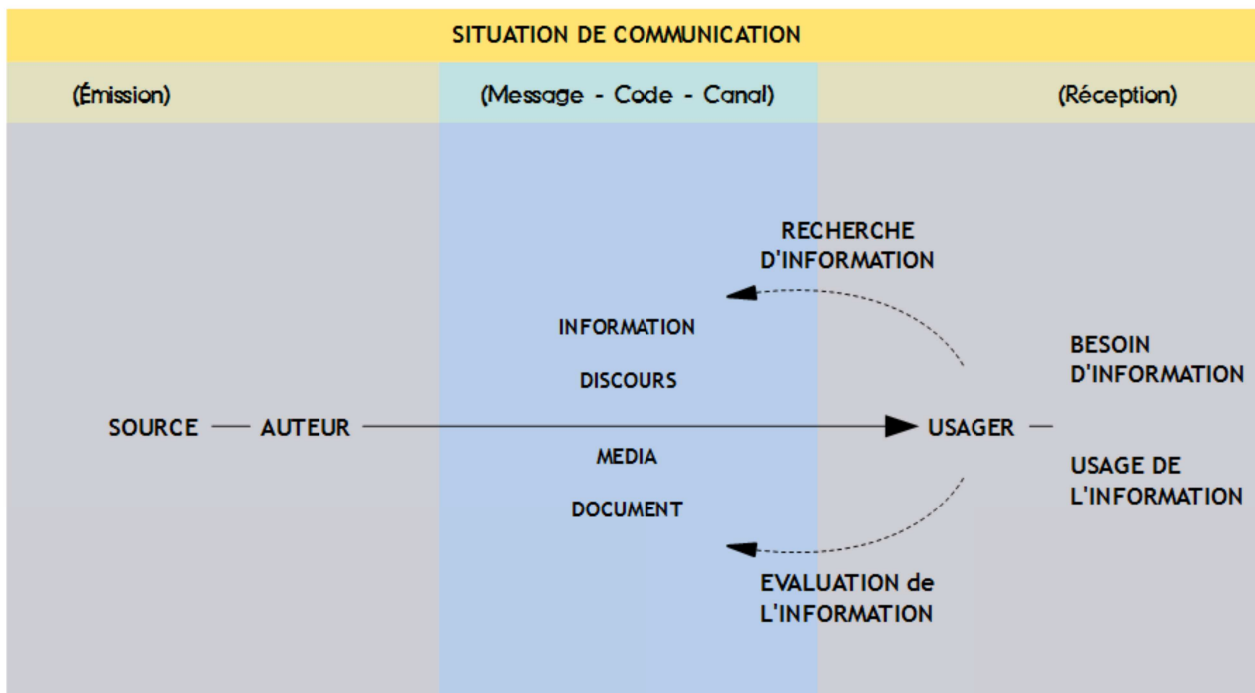 SITUATION DE COMMUNICATION
(Émission)
(Message - Code - Canal)
(Réception)
RECHERCHE
D'INFORMATION
INFORMATION
DISCOURS
BESOIN
D'INFORMATION
SOURCE
AUTEUR
USAGER
MEDIA
DOCUMENT
USAGE DE
L'INFORMATION
EVALUATION de
L'INFORMATION